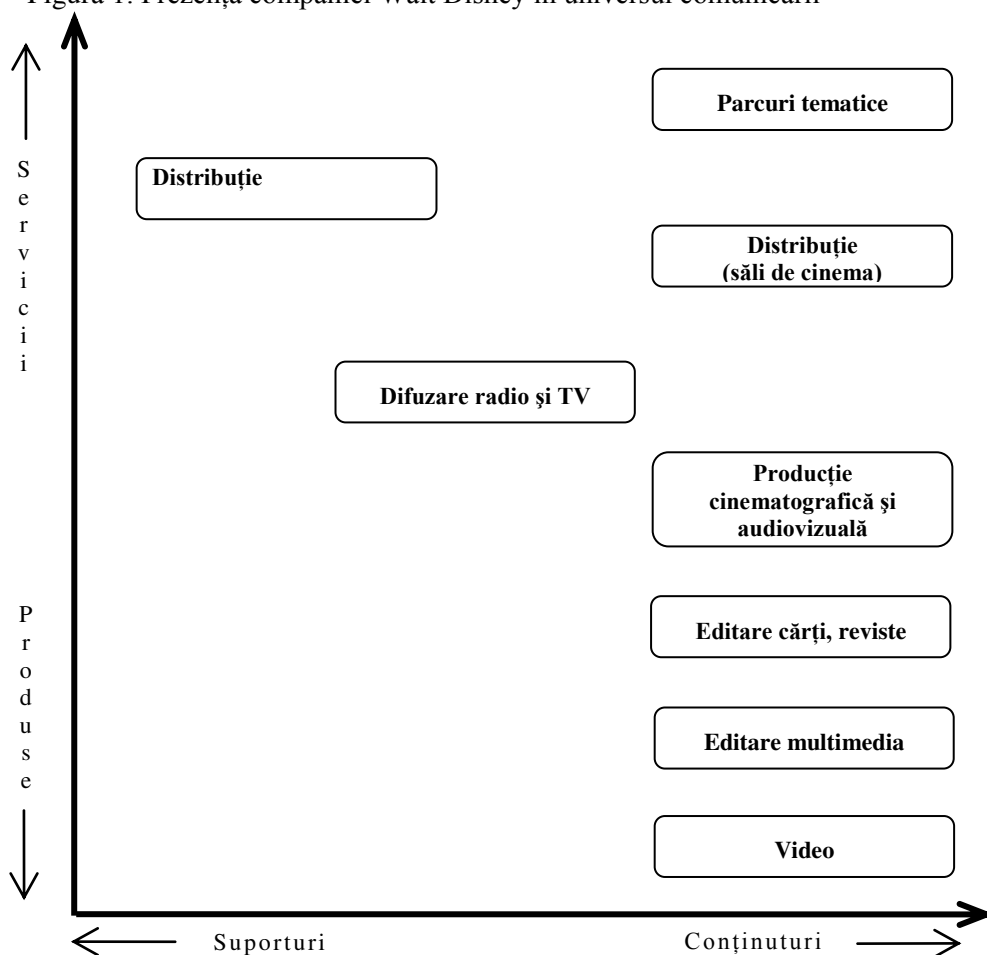 Figura 1. Prezența companiei Walt Disney în universul comunicării
Servicii
Parcuri tematice
Distribuție
Distribuție
(săli de cinema)
Difuzare radio şi TV
Producție
cinematografică şi
audiovizuală
Produse
Editare cărți, reviste
Editare multimedia
Video
Suporturi
Conținuturi